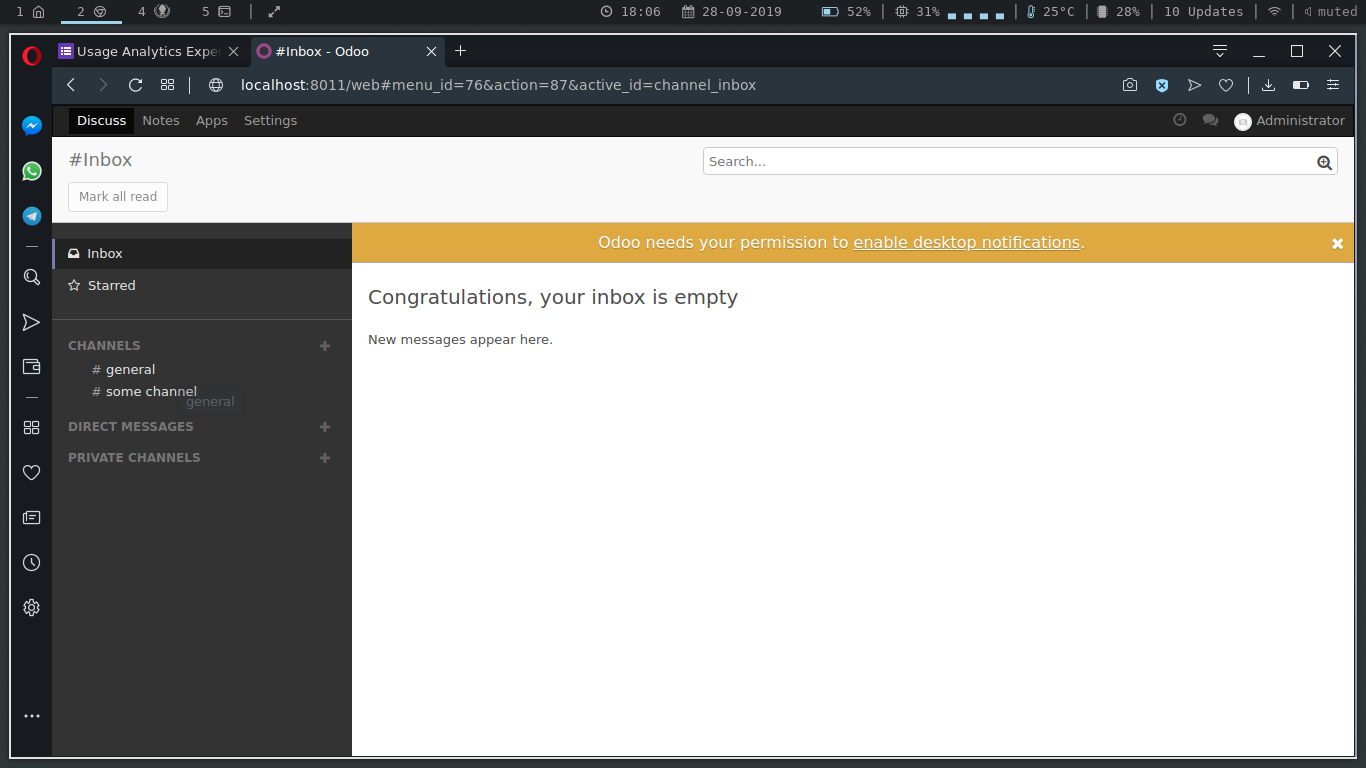 1 2 4 5 18:06 28-09-2019 52% 31% 25°C 28% 10 Updates muted
Usage Analytics Expe #Inbox - Odoo
localhost:8011/web#menu_id=76&action=87&active_id=channel_inbox
Discuss Notes Apps Settings Administrator
#Inbox
Search...
Mark all read
Odoo needs your permission to enable desktop notifications.
Inbox
Starred
Congratulations, your inbox is empty
New messages appear here.
CHANNELS
# general
# some channel
general
DIRECT MESSAGES
PRIVATE CHANNELS